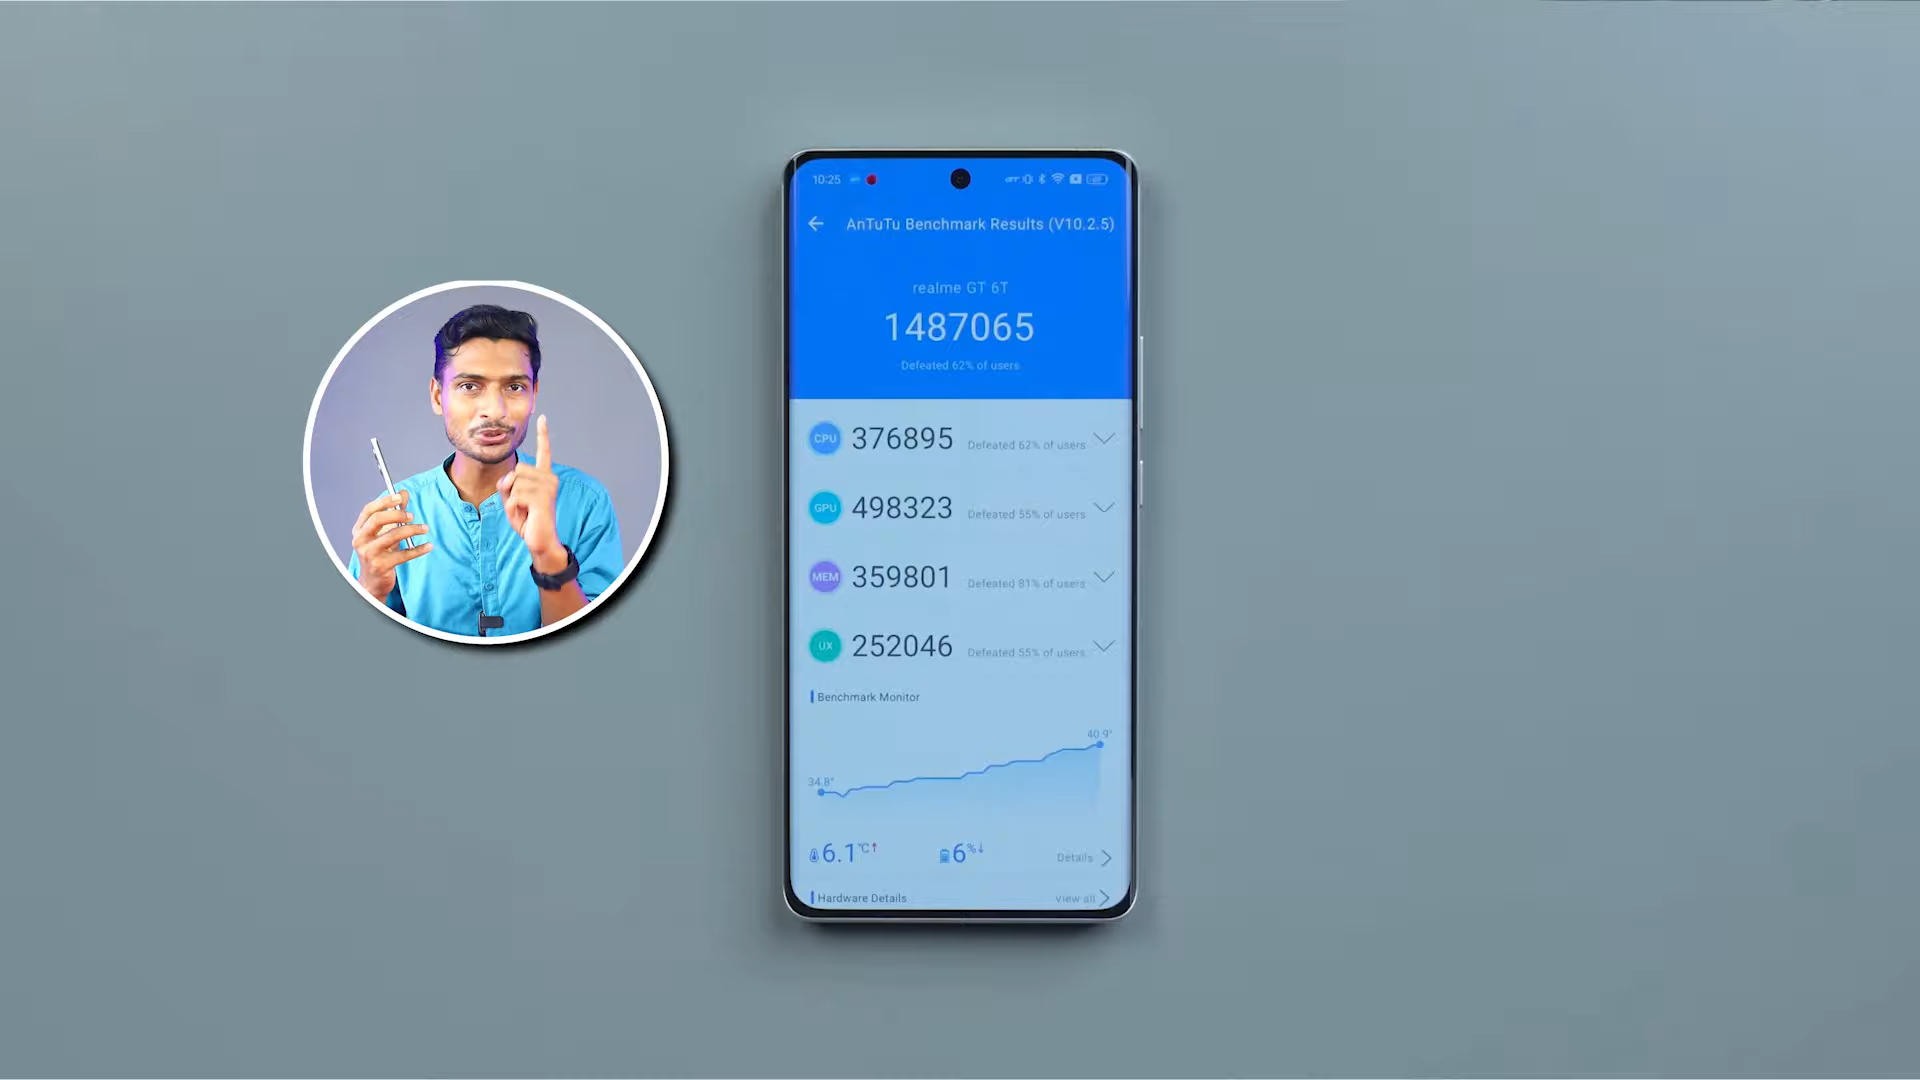 10:25
AnTuTu Benchmark Results (V10.2.5)
realme GT 6T
1487065
Defeated 62% of users
CPU 376895 Defeated 62% of users
GPU 498323 Defeated 55% of users
MEM 359801 Defeated 81% of users
UX 252046 Defeated 55% of users
Benchmark Monitor
40.9°
34.8°
6.1°C↑ 6%↓ Details
Hardware Details View all